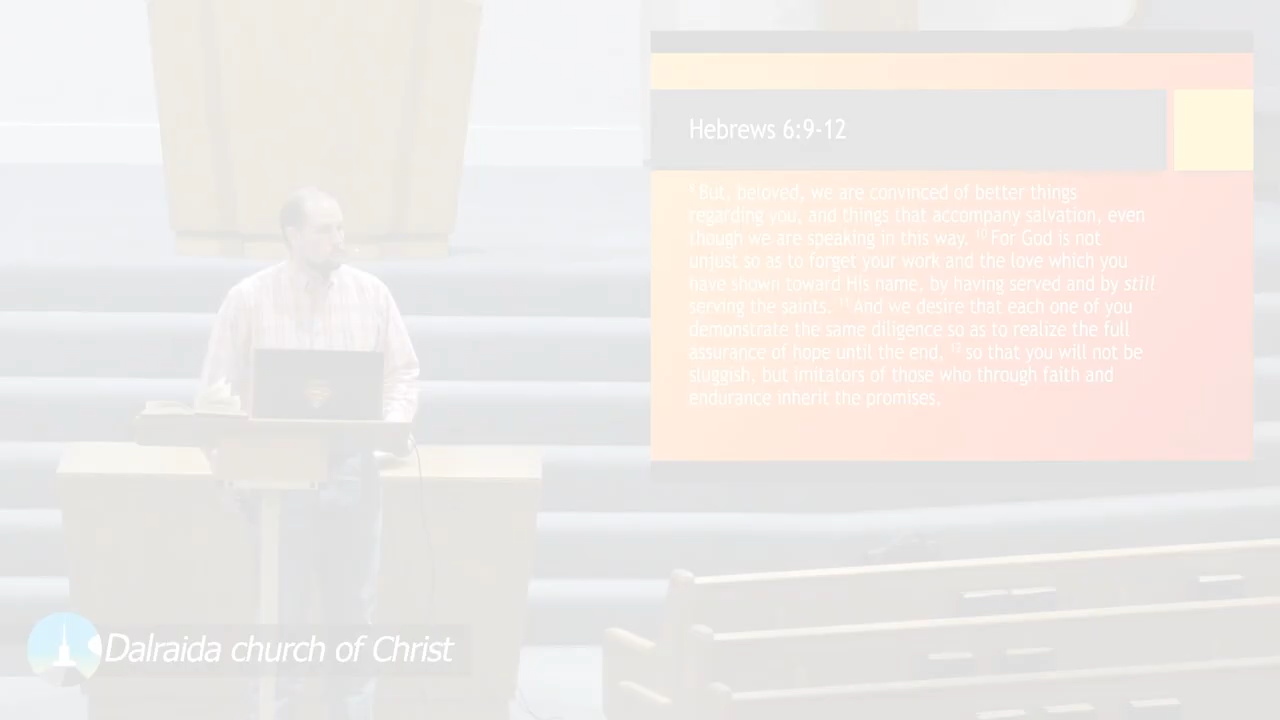 Hebrews 6:9-12
9 But, beloved, we are convinced of better things
regarding you, and things that accompany salvation, even
though we are speaking in this way. 10 For God is not
unjust so as to forget your work and the love which you
have shown toward His name, by having served and by still
serving the saints. 11 And we desire that each one of you
demonstrate the same diligence so as to realize the full
assurance of hope until the end, 12 so that you will not be
sluggish, but imitators of those who through faith and
endurance inherit the promises.
Dalraida church of Christ